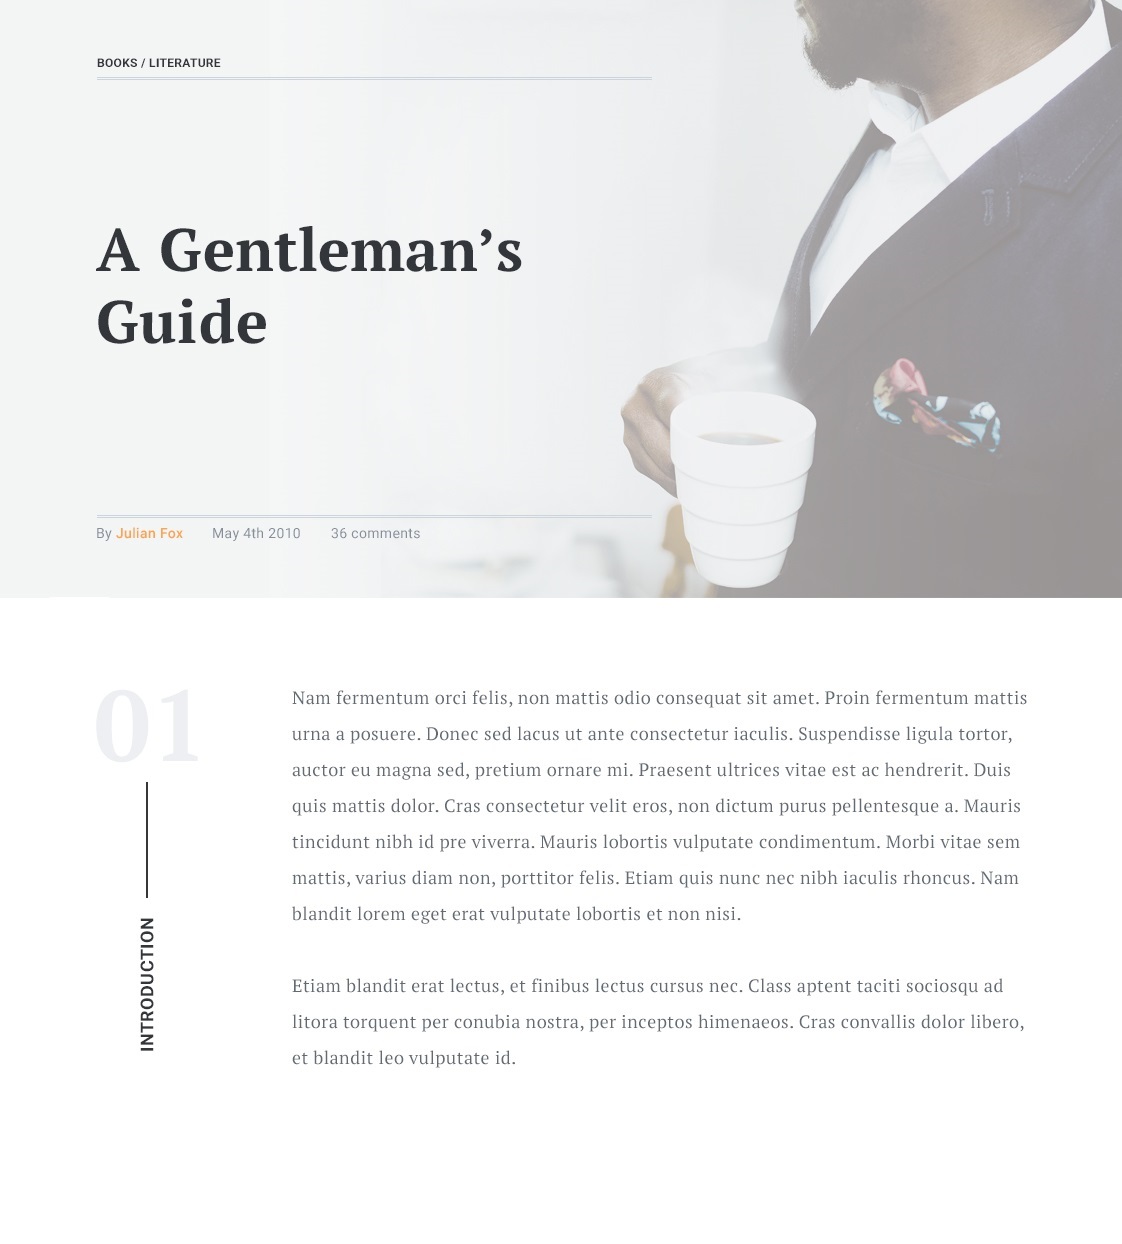 BOOKS / LITERATURE
A Gentleman’s
Guide
By Julian Fox May 4th 2010 36 comments
01
INTRODUCTION
Nam fermentum orci felis, non mattis odio consequat sit amet. Proin fermentum mattis
urna a posuere. Donec sed lacus ut ante consectetur iaculis. Suspendisse ligula tortor,
auctor eu magna sed, pretium ornare mi. Praesent ultrices vitae est ac hendrerit. Duis
quis mattis dolor. Cras consectetur velit eros, non dictum purus pellentesque a. Mauris
tincidunt nibh id pre viverra. Mauris lobortis vulputate condimentum. Morbi vitae sem
mattis, varius diam non, porttitor felis. Etiam quis nunc nec nibh iaculis rhoncus. Nam
blandit lorem eget erat vulputate lobortis et non nisi.
Etiam blandit erat lectus, et finibus lectus cursus nec. Class aptent taciti sociosqu ad
litora torquent per conubia nostra, per inceptos himenaeos. Cras convallis dolor libero,
et blandit leo vulputate id.